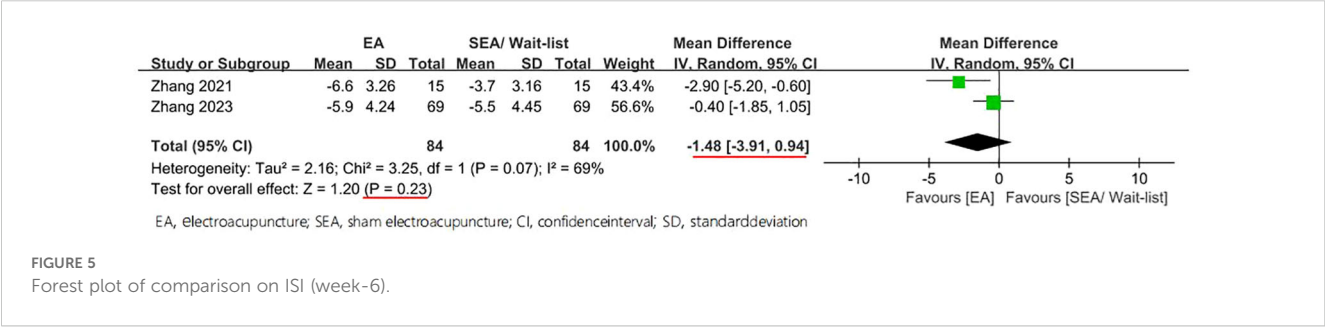 EA SEA/ Wait-list Mean Difference Mean Difference
Study or Subgroup Mean SD Total Mean SD Total Weight IV. Random. 95% CI IV. Random. 95% CI
Zhang 2021 -6.6 3.26 15 -3.7 3.16 15 43.4% -2.90 [-5.20, -0.60]
Zhang 2023 -5.9 4.24 69 -5.5 4.45 69 56.6% -0.40 [-1.85, 1.05]
Total (95% CI) 84 84 100.0% -1.48 [-3.91, 0.94]
Heterogeneity: Tau² = 2.16; Chi² = 3.25, df = 1 (P = 0.07); I² = 69%
Test for overall effect: Z = 1.20 (P = 0.23)
-10 -5 0 5 10
Favours [EA] Favours [SEA/ Wait-list]
EA, electroacupuncture; SEA, sham electroacupuncture; CI, confidenceinterval; SD, standarddeviation
FIGURE 5
Forest plot of comparison on ISI (week-6).